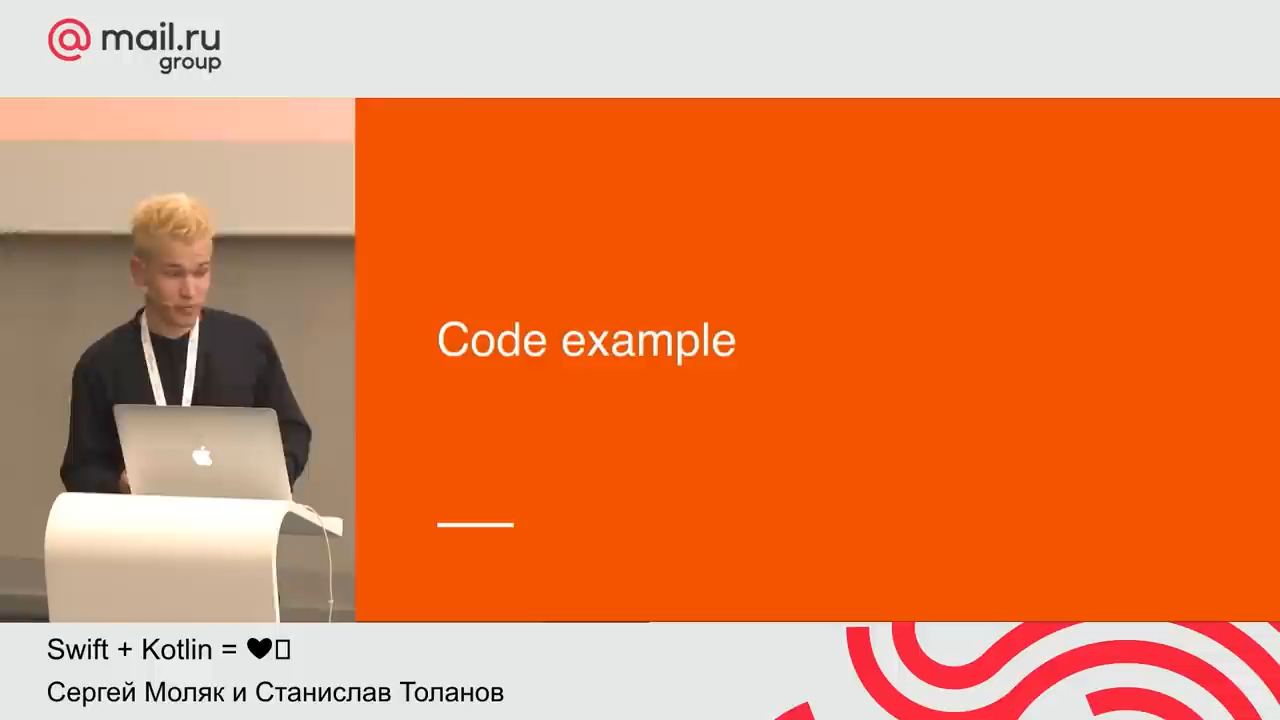 @mail.ru
group
Code example
Swift + Kotlin = 🖤▯
Сергей Моляк и Станислав Толанов